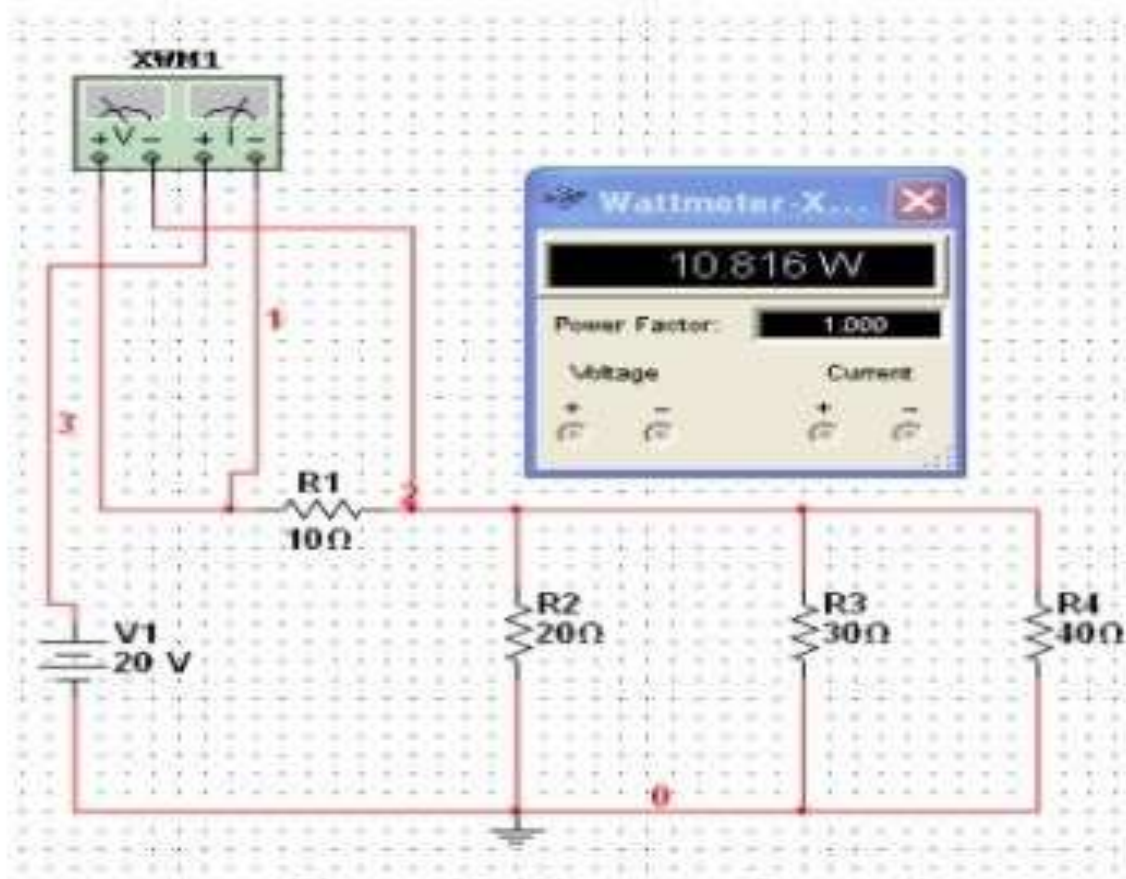 XWM1
+ V - + I -
Wattmeter-X...
10.816 W
Power Factor: 1.000
Voltage Current
+ - + -
1
3
R1
2
10Ω
R2
20Ω
R3
30Ω
R4
40Ω
V1
20 V
0